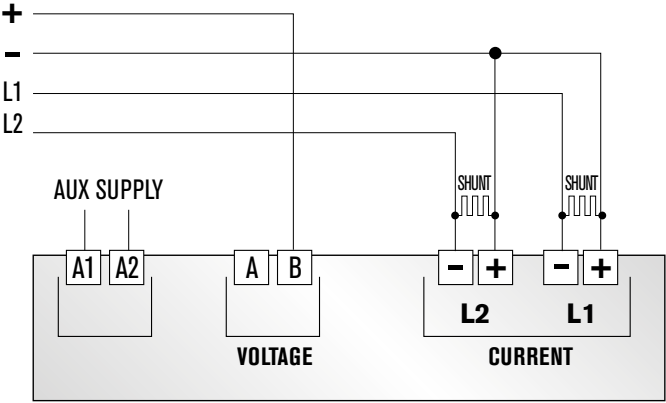 +
−
L1
L2
SHUNT SHUNT
AUX SUPPLY
A1 A2 A B − + − +
L2 L1
VOLTAGE CURRENT